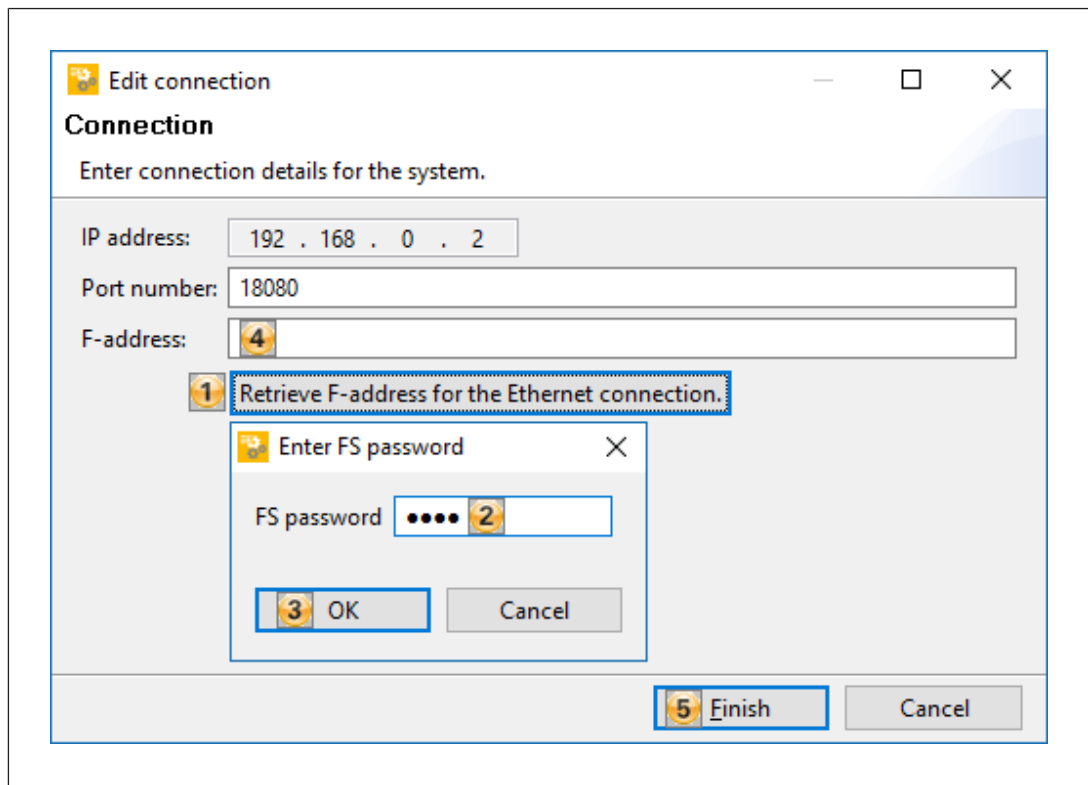 Edit connection
Connection
Enter connection details for the system.
IP address: 192 . 168 . 0 . 2
Port number: 18080
F-address: 4
1 Retrieve F-address for the Ethernet connection.
Enter FS password
FS password •••• 2
3 OK Cancel
5 Finish Cancel